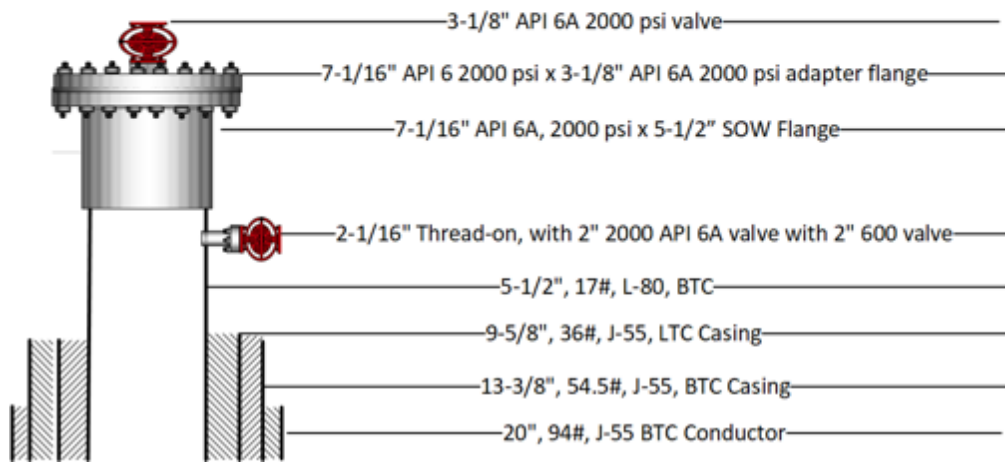 3-1/8" API 6A 2000 psi valve
7-1/16" API 6 2000 psi x 3-1/8" API 6A 2000 psi adapter flange
7-1/16" API 6A, 2000 psi x 5-1/2” SOW Flange
2-1/16" Thread-on, with 2" 2000 API 6A valve with 2" 600 valve
5-1/2", 17#, L-80, BTC
9-5/8", 36#, J-55, LTC Casing
13-3/8", 54.5#, J-55, BTC Casing
20", 94#, J-55 BTC Conductor